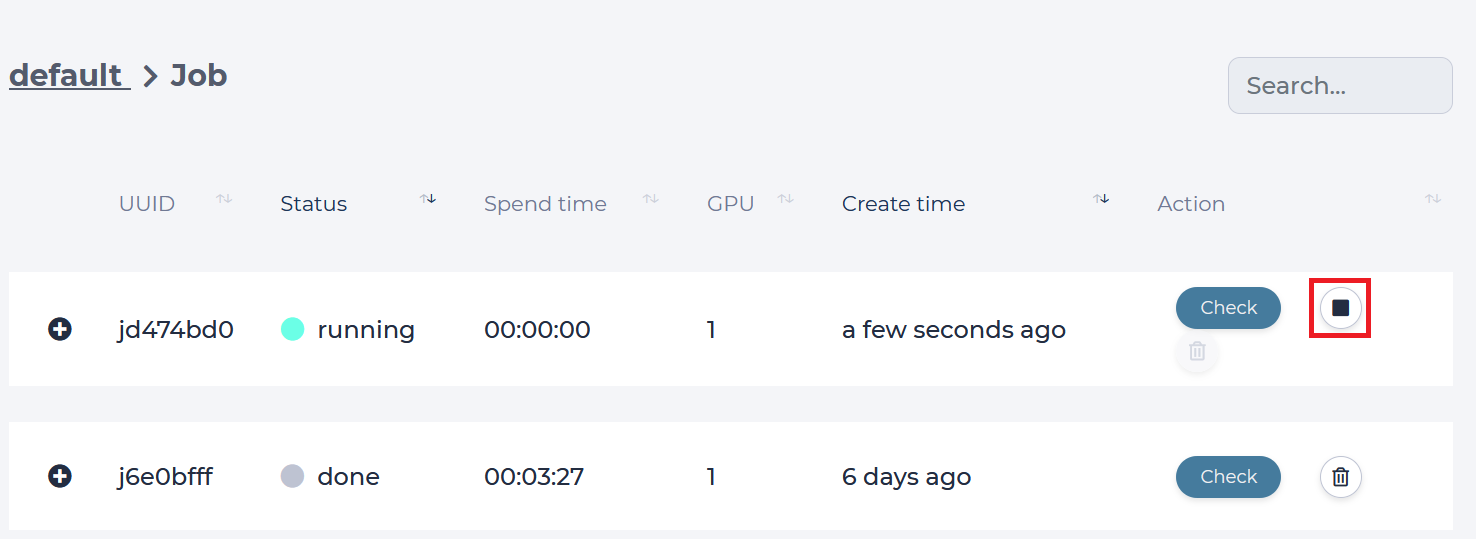 default > Job
Search...
UUID Status Spend time GPU Create time Action
jd474bd0 running 00:00:00 1 a few seconds ago Check
j6e0bfff done 00:03:27 1 6 days ago Check